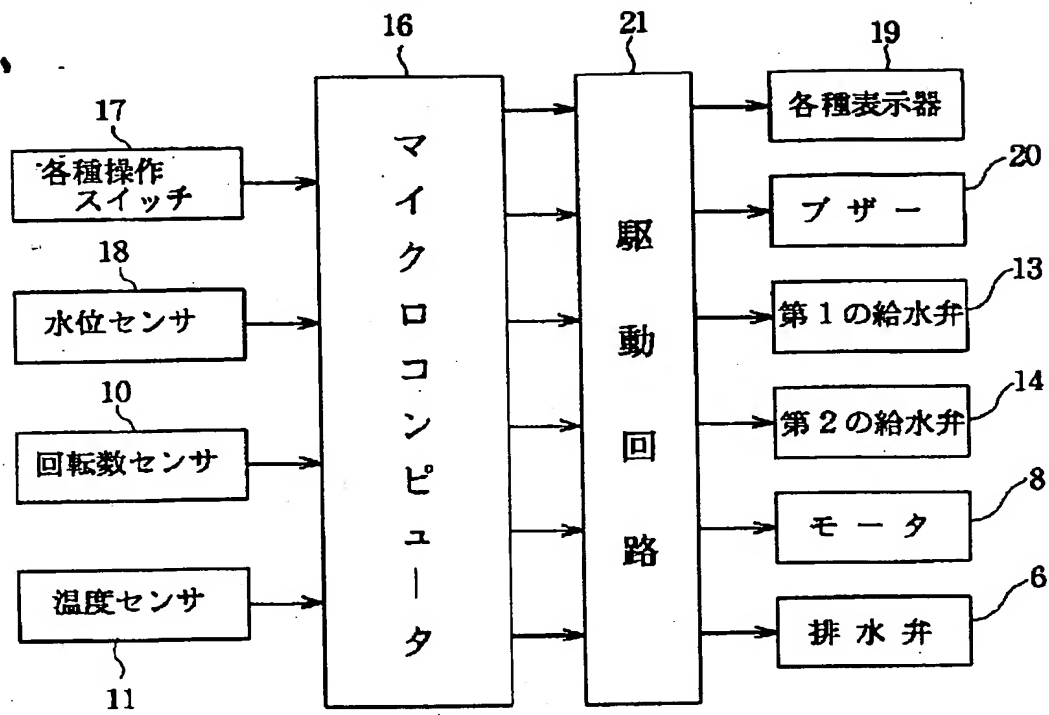 16
21
19
17
各種操作
スイッチ
18
水位センサ
10
回転数センサ
温度センサ
11
マイクロコンピュータ
駆動回路
各種表示器
20
ブザー
13
第1の給水弁
14
第2の給水弁
8
モータ
6
排水弁